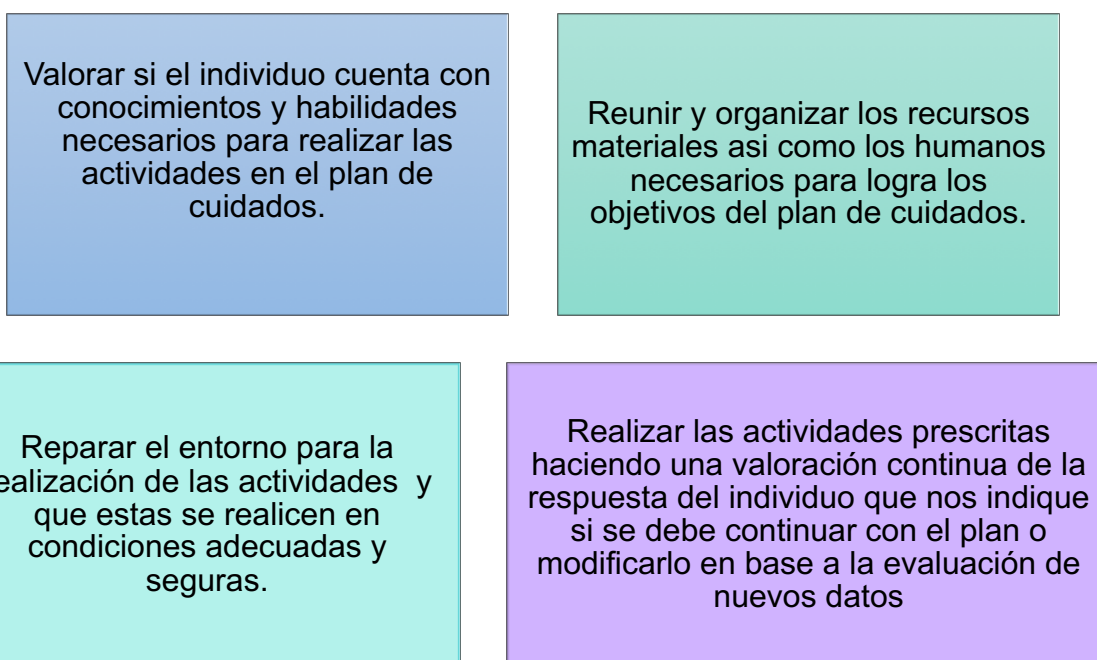 Valorar si el individuo cuenta con
conocimientos y habilidades
necesarios para realizar las
actividades en el plan de
cuidados.
Reunir y organizar los recursos
materiales asi como los humanos
necesarios para logra los
objetivos del plan de cuidados.
Reparar el entorno para la
ealización de las actividades  y
que estas se realicen en
condiciones adecuadas y
seguras.
Realizar las actividades prescritas
haciendo una valoración continua de la
respuesta del individuo que nos indique
si se debe continuar con el plan o
modificarlo en base a la evaluación de
nuevos datos